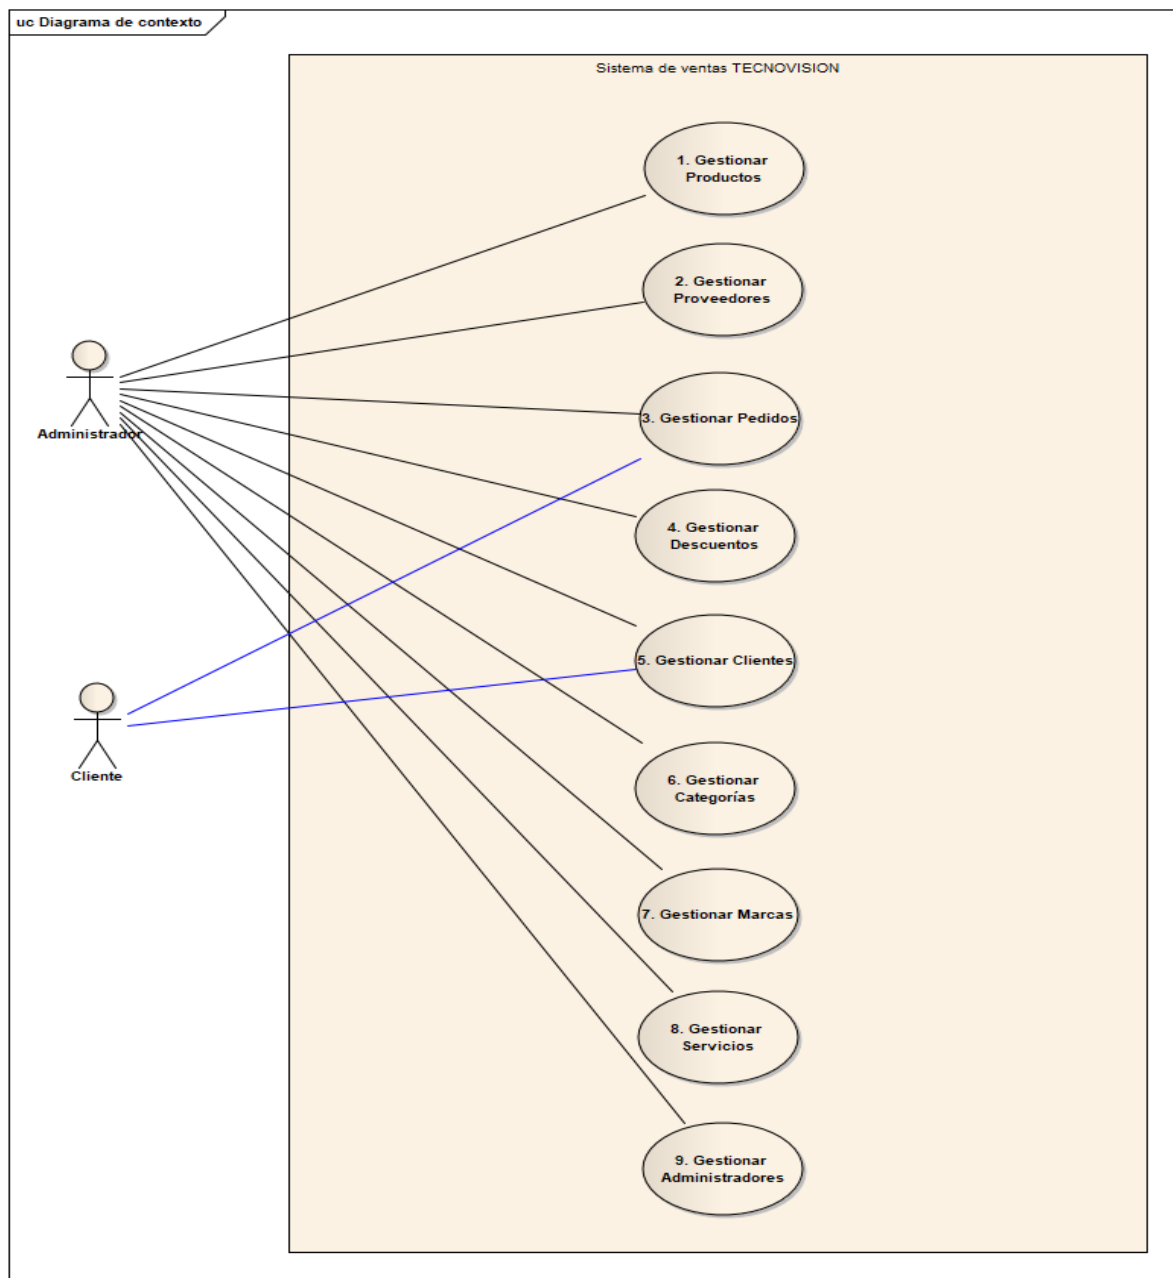 uc Diagrama de contexto
Sistema de ventas TECNOVISION
1. Gestionar
Productos
2. Gestionar
Proveedores
Administrador
3. Gestionar Pedidos
4. Gestionar
Descuentos
5. Gestionar Clientes
Cliente
6. Gestionar
Categorías
7. Gestionar Marcas
8. Gestionar
Servicios
9. Gestionar
Administradores